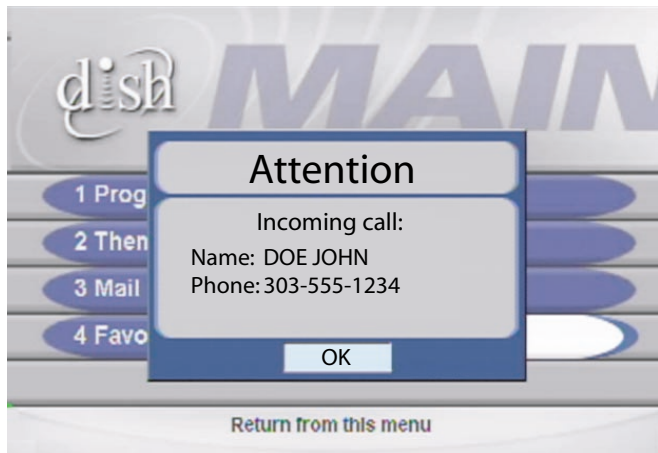 dish MAIN
Attention
1 Prog
Incoming call:
2 Then
Name: DOE JOHN
3 Mail
Phone: 303-555-1234
4 Favo
OK
Return from this menu